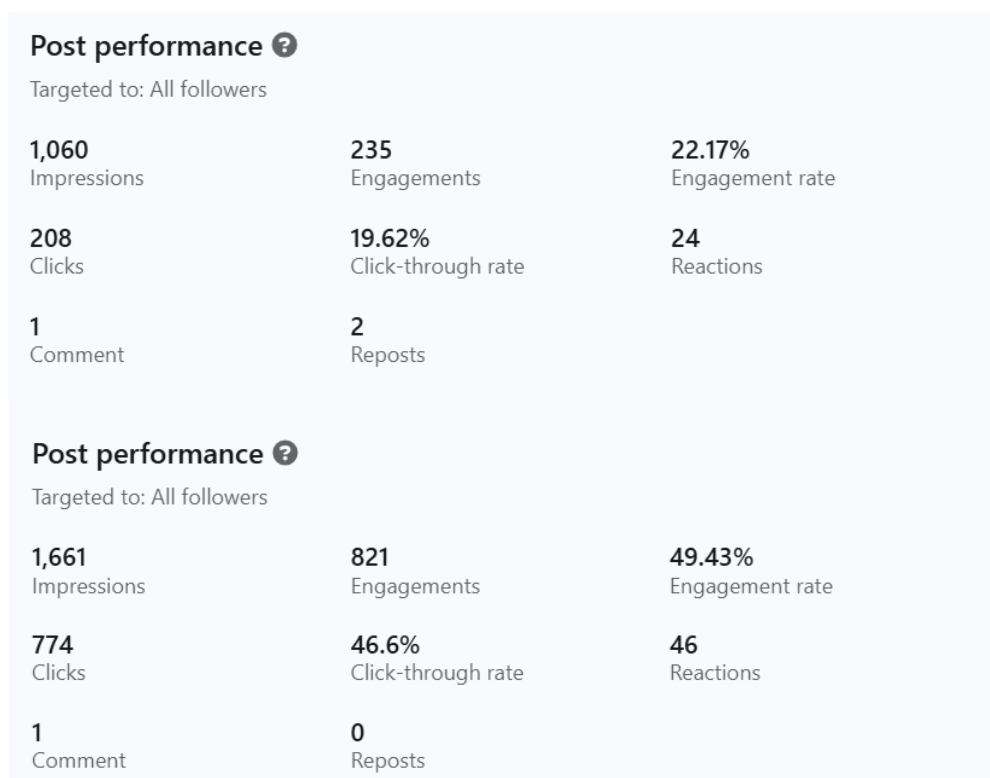 Post performance ?
Targeted to: All followers
1,060 235 22.17%
Impressions Engagements Engagement rate
208 19.62% 24
Clicks Click-through rate Reactions
1 2
Comment Reposts
Post performance ?
Targeted to: All followers
1,661 821 49.43%
Impressions Engagements Engagement rate
774 46.6% 46
Clicks Click-through rate Reactions
1 0
Comment Reposts